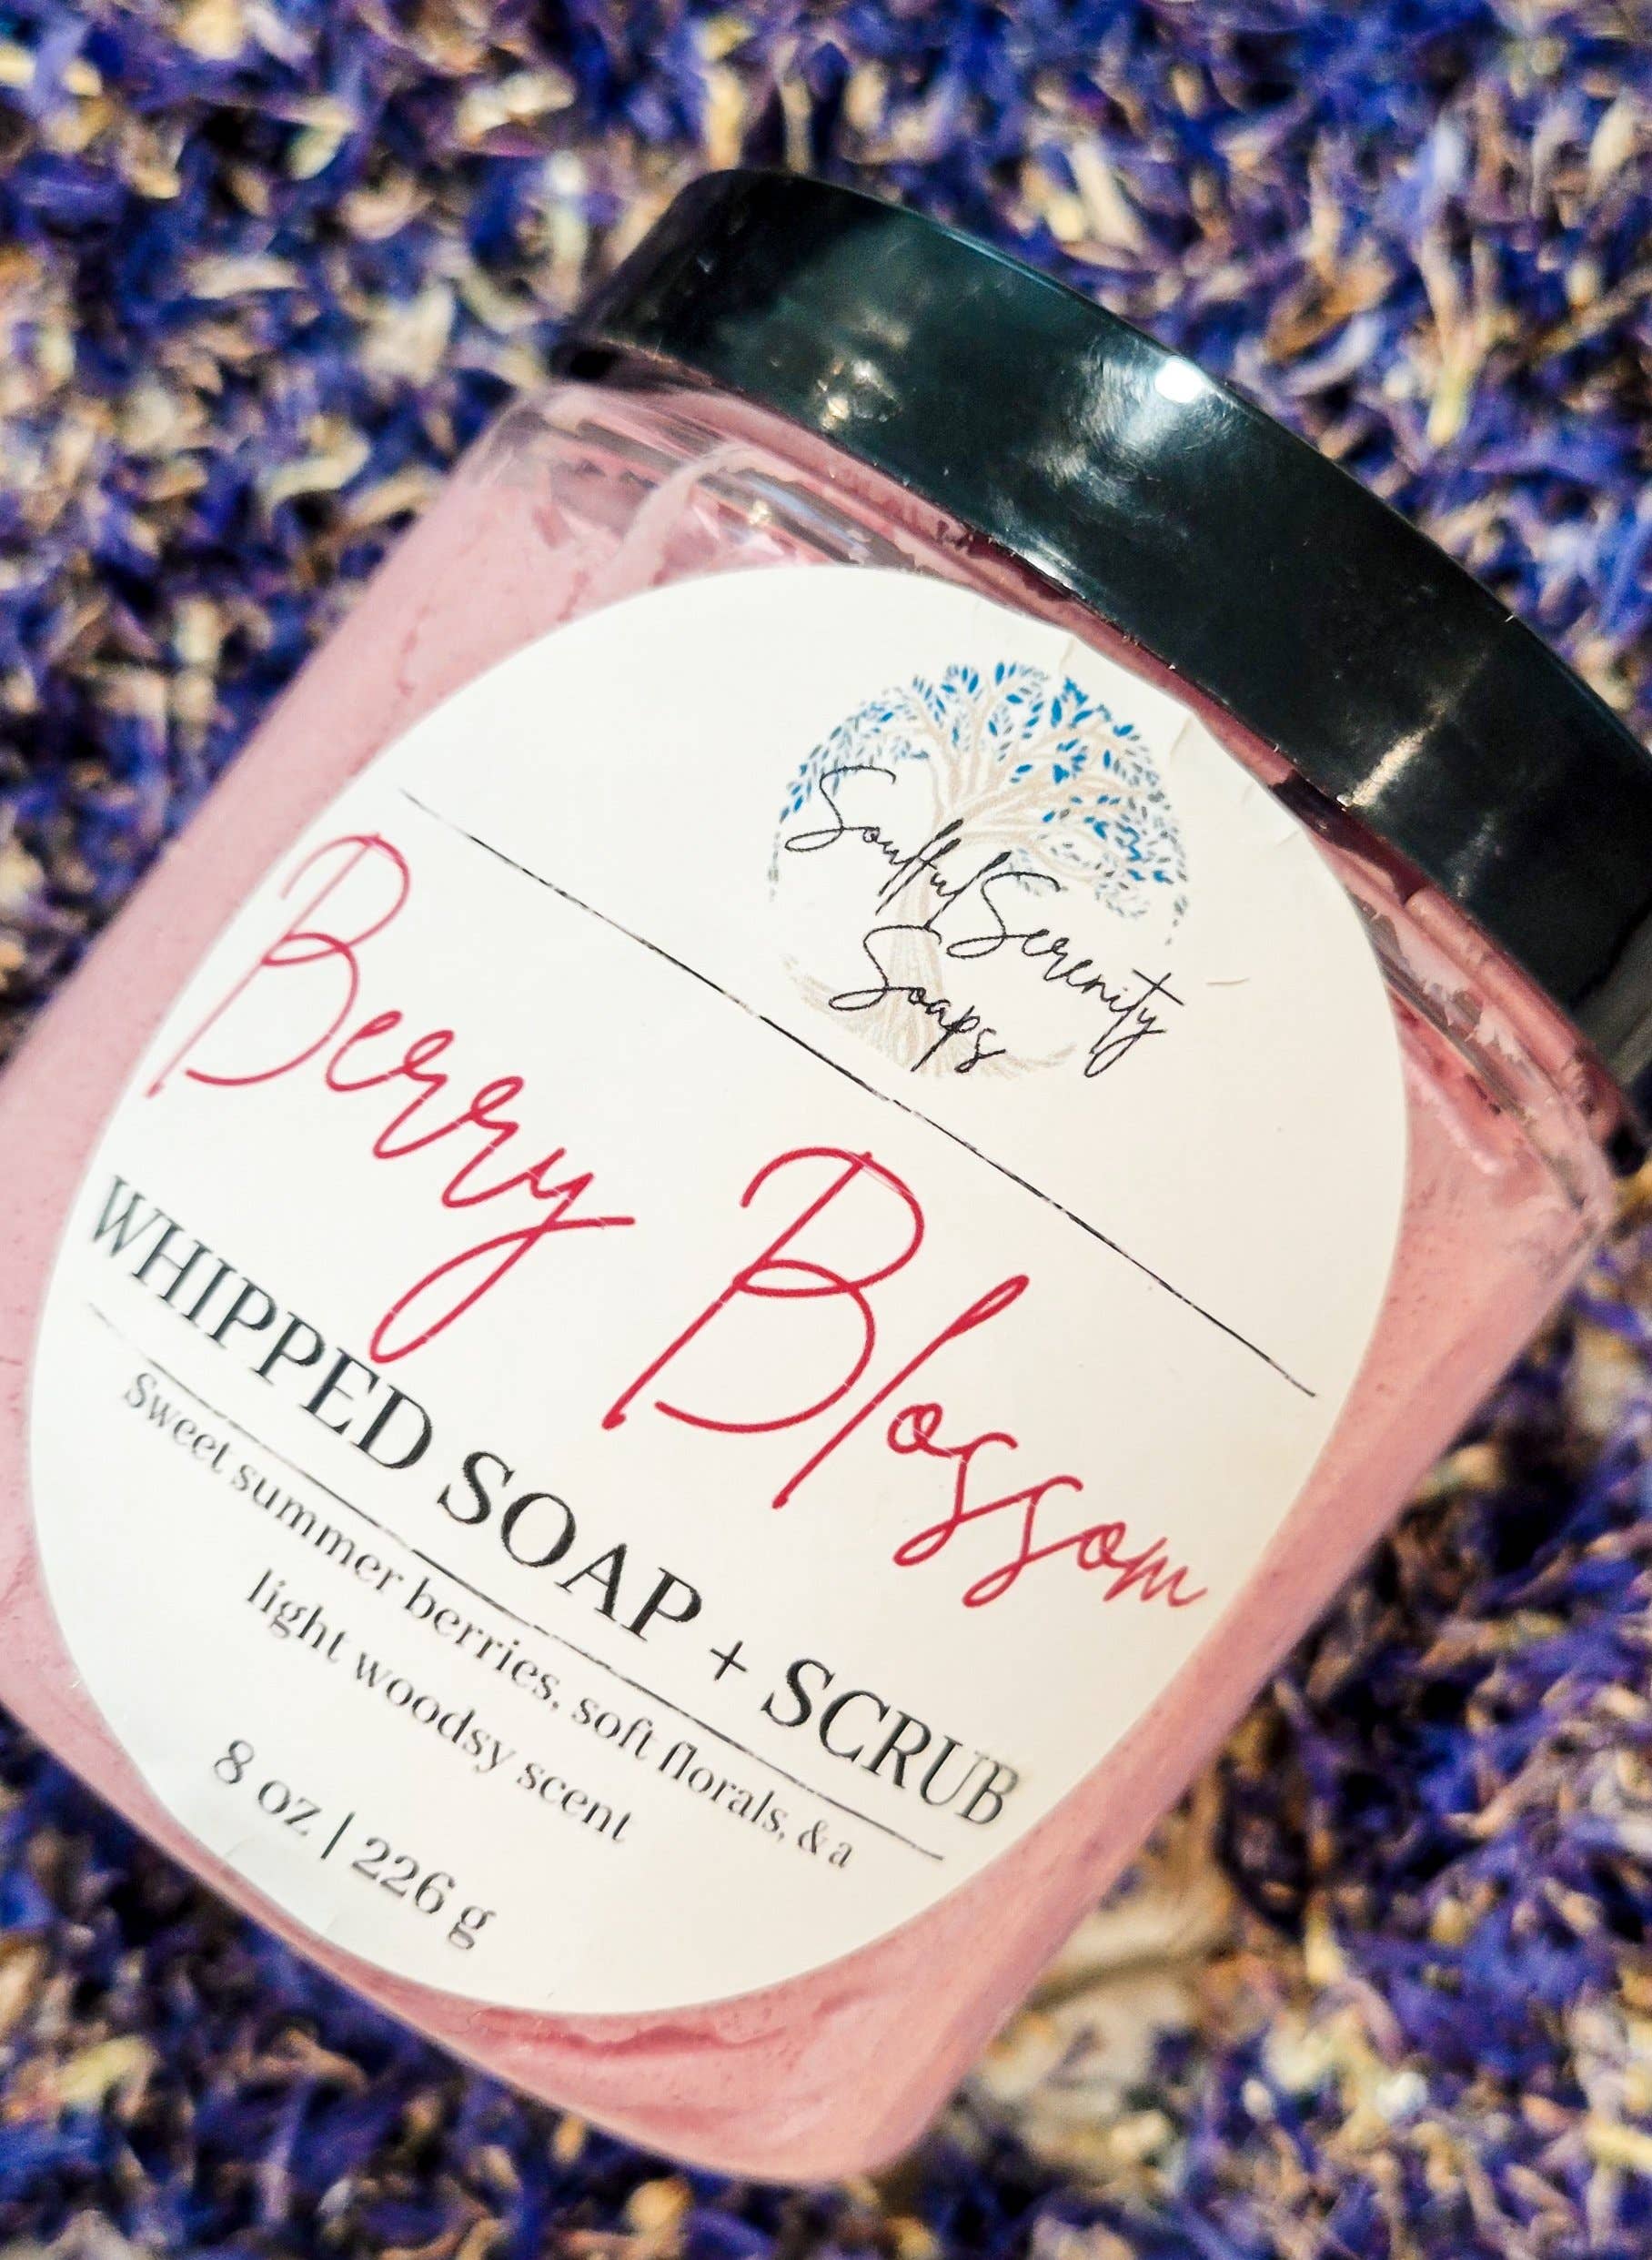 Soulful Serenity
Soaps
Berry Blossom
WHIPPED SOAP + SCRUB
Sweet summer berries, soft florals, & a
light woodsy scent
8 oz | 226 g